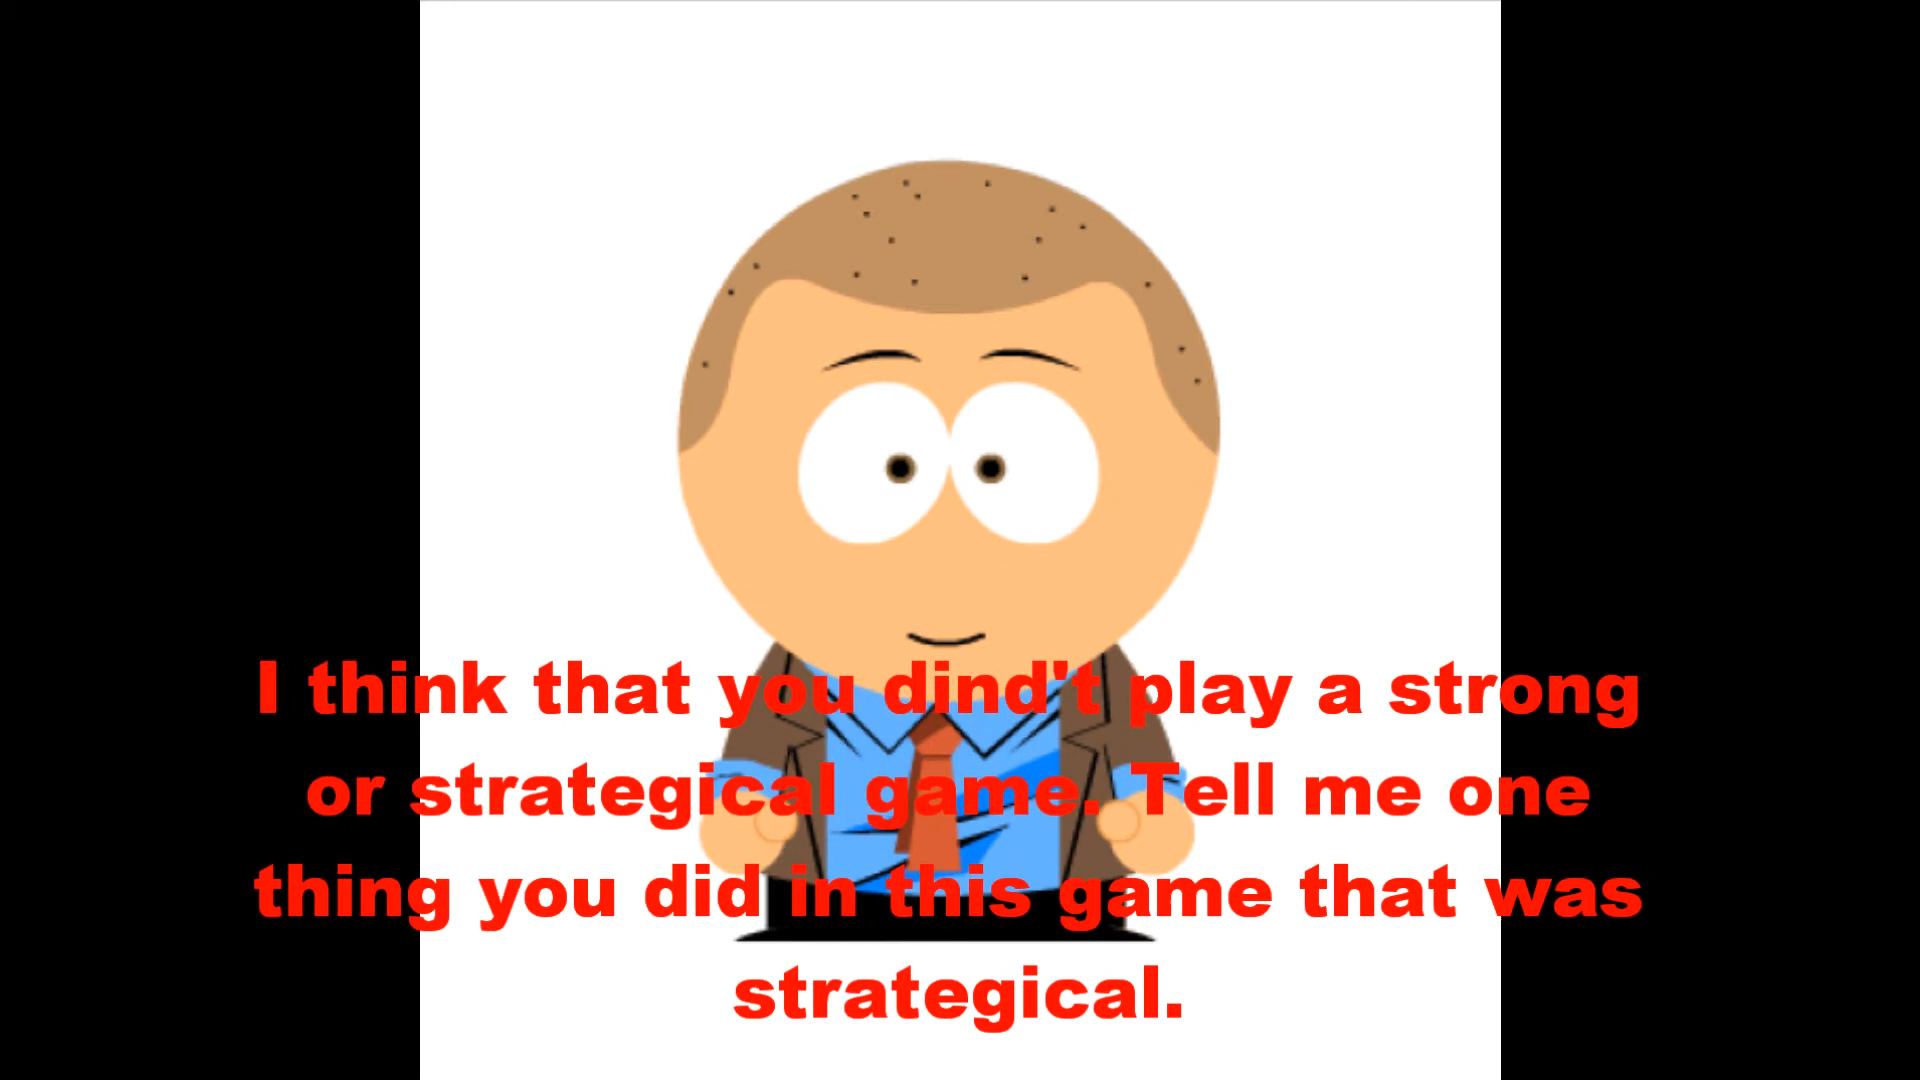 I think that you dind't play a strong
or strategical game. Tell me one
thing you did in this game that was
strategical.